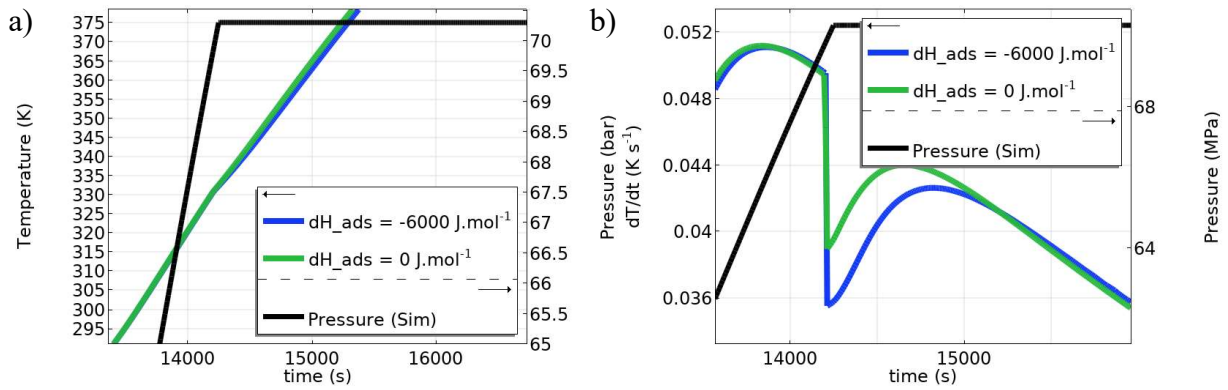 a)
Temperature (K)
375
370
365
360
355
350
345
340
335
330
325
320
315
310
305
300
295
70
69.5
69
68.5
68
67.5
67
66.5
66
65.5
65
Pressure (bar)
dH_ads = -6000 J.mol-1
dH_ads = 0 J.mol-1
Pressure (Sim)
14000 15000 16000
time (s)
b)
dT/dt (K s-1)
0.052
0.048
0.044
0.04
0.036
68
64
Pressure (MPa)
dH_ads = -6000 J.mol-1
dH_ads = 0 J.mol-1
Pressure (Sim)
14000 15000
time (s)